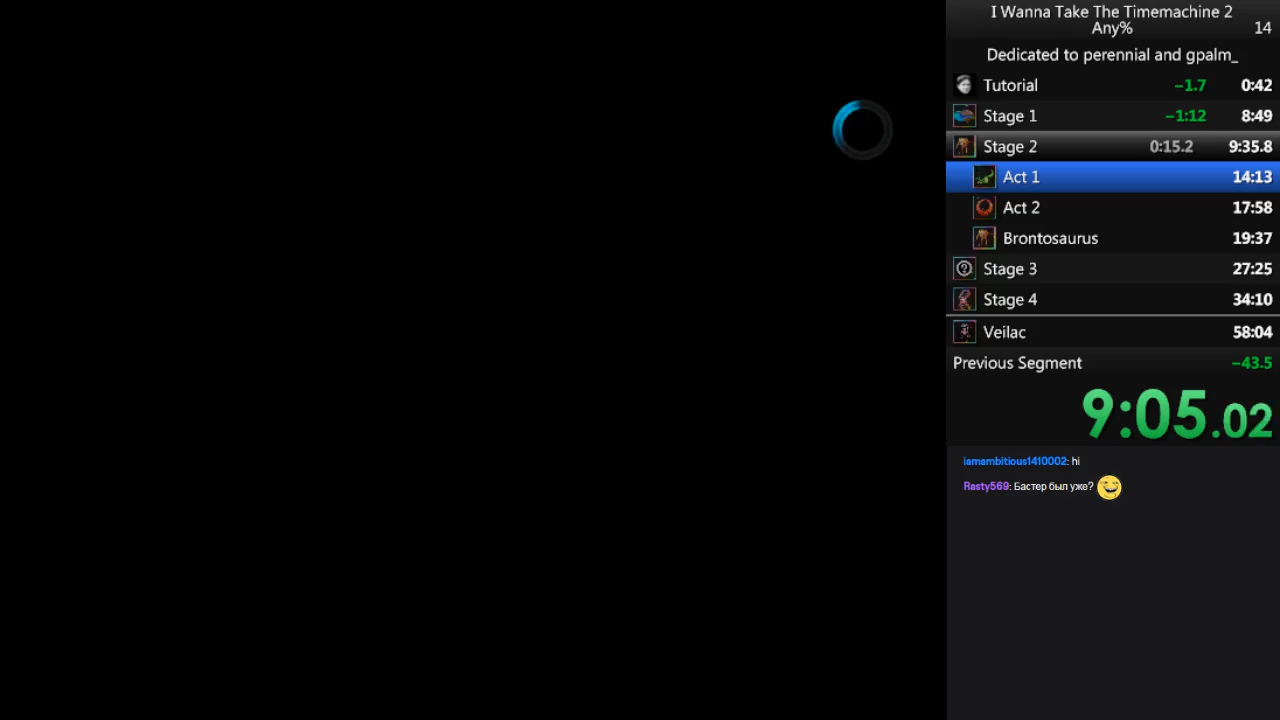 I Wanna Take The Timemachine 2
Any% 14
Dedicated to perennial and gpalm_
Tutorial −1.7 0:42
Stage 1 −1:12 8:49
Stage 2 0:15.2 9:35.8
Act 1 14:13
Act 2 17:58
Brontosaurus 19:37
Stage 3 27:25
Stage 4 34:10
Veilac 58:04
Previous Segment −43.5
9:05.02
iamambitious1410002: hi
Rasty569: Бастер был уже?